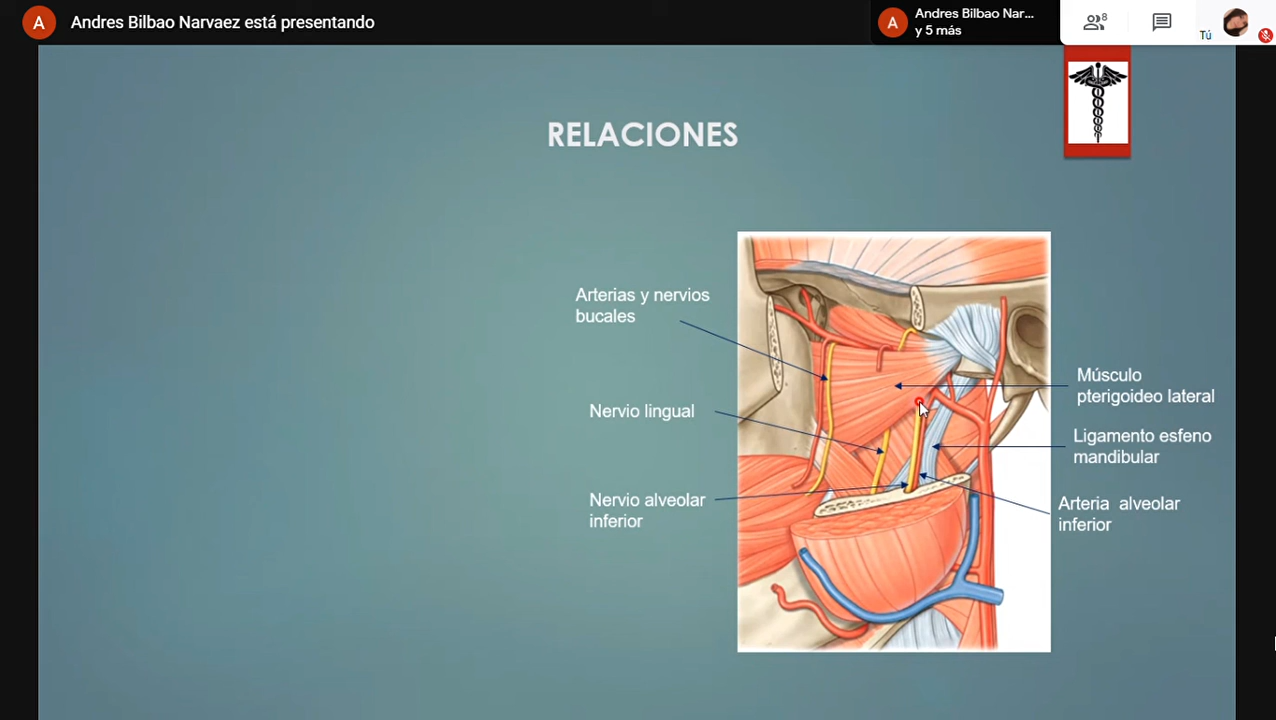 A
Andres Bilbao Narvaez está presentando
A
Andres Bilbao Nar...
y 5 más
8
Tú
RELACIONES
Arterias y nervios
bucales
Músculo
pterigoideo lateral
Nervio lingual
Ligamento esfeno
mandibular
Nervio alveolar
inferior
Arteria alveolar
inferior